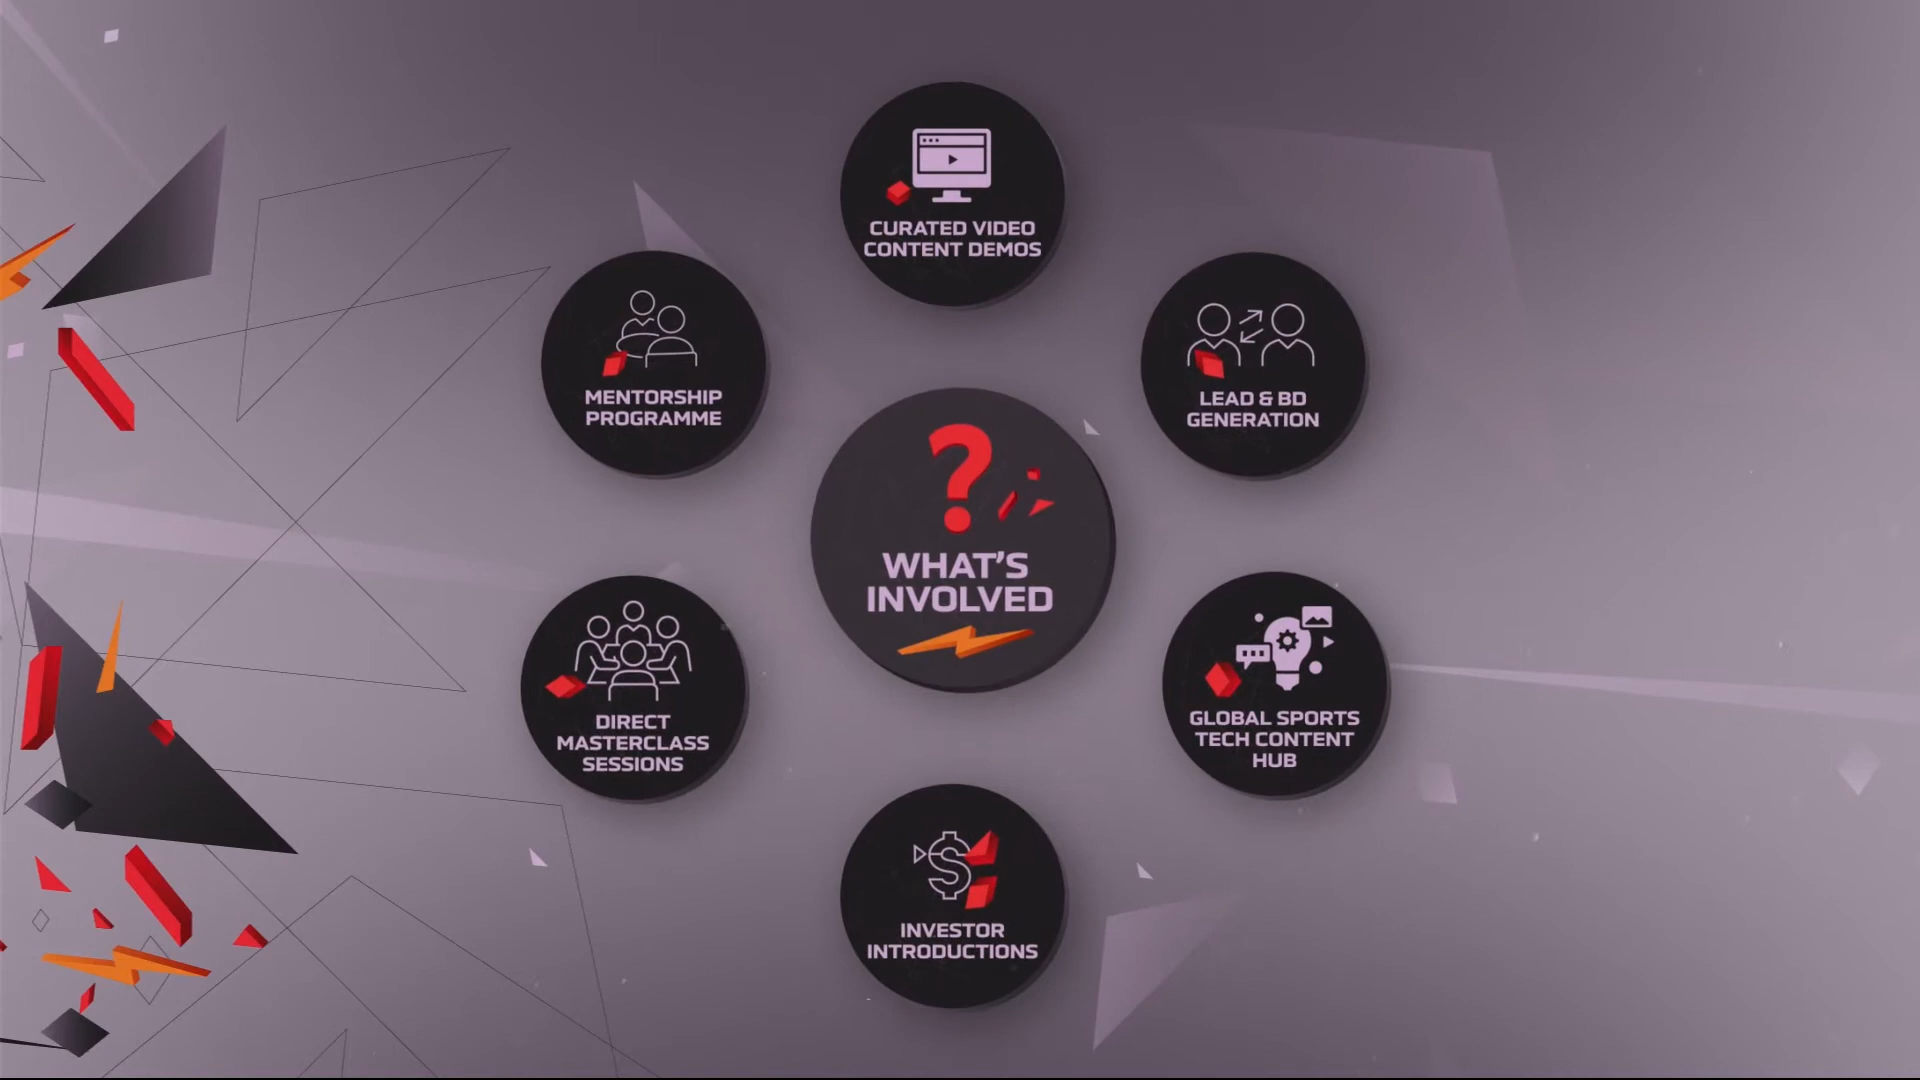 CURATED VIDEO
CONTENT DEMOS
MENTORSHIP
PROGRAMME
LEAD & BD
GENERATION
?
WHAT'S
INVOLVED
DIRECT
MASTERCLASS
SESSIONS
GLOBAL SPORTS
TECH CONTENT
HUB
$
INVESTOR
INTRODUCTIONS